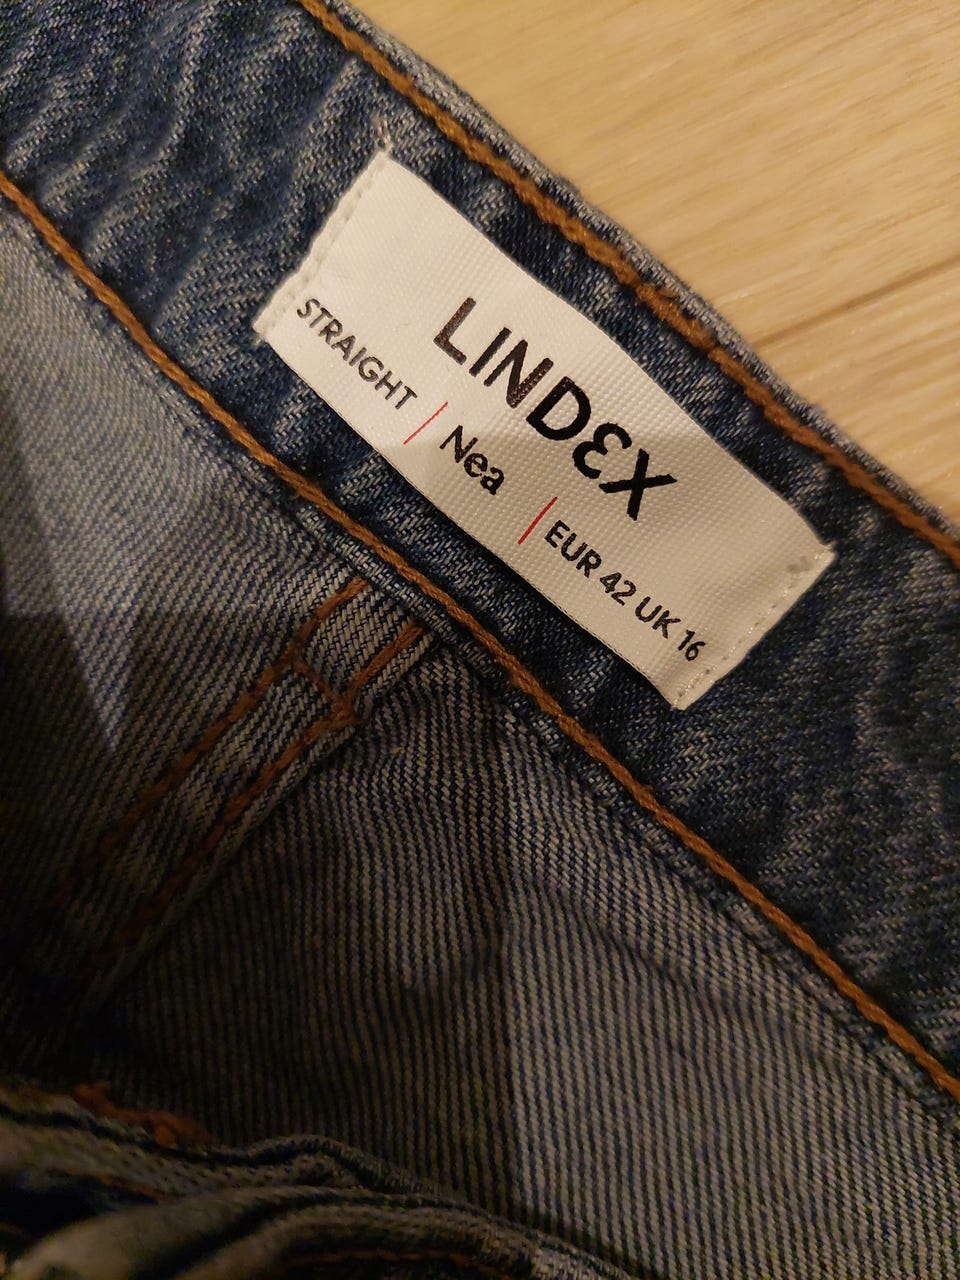 LINDEX
STRAIGHT | Nea | EUR 42 UK 16